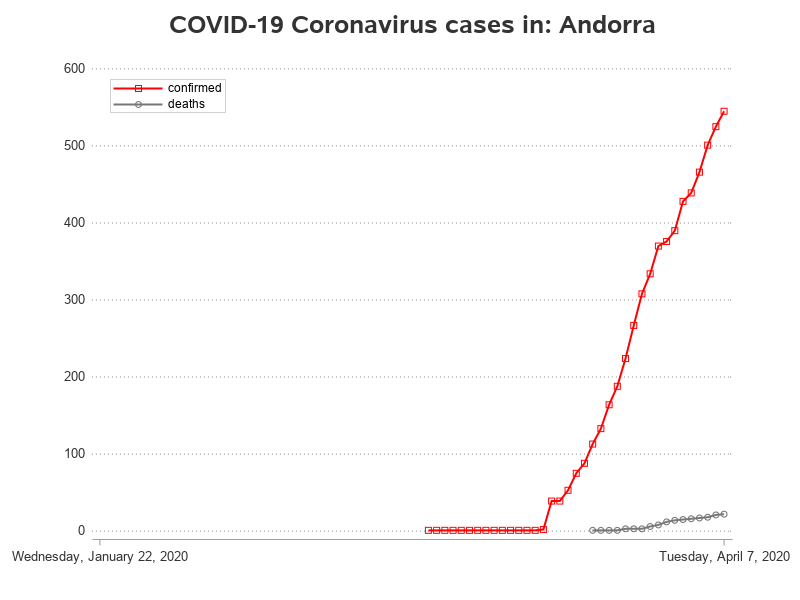 COVID-19 Coronavirus cases in: Andorra
600
confirmed
deaths
500
400
300
200
100
0
Wednesday, January 22, 2020
Tuesday, April 7, 2020